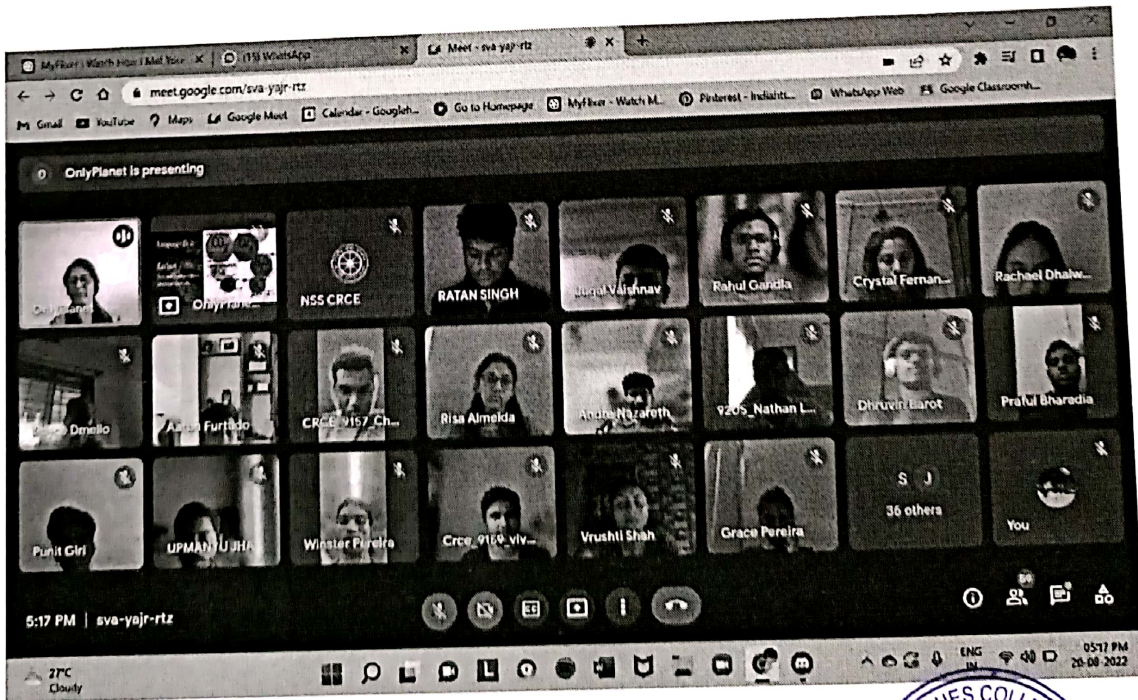 MyFlixer - Watch How I Met Your
(15) WhatsApp
Meet - sva-yajr-rtz
meet.google.com/sva-yajr-rtz
Gmail
YouTube
Maps
Google Meet
Calendar - Googleh...
Go to Homepage
MyFlixer - Watch M...
Pinterest - Indiahts...
WhatsApp Web
Google Classroomh...
O OnlyPlanet is presenting
OnlyPlane...
NSS CRCE
RATAN SINGH
Jugal Vaishnav
Rahul Gandla
Crystal Fernan...
Rachael Dhalw...
Dmello
Aaron Furtado
CRCE_9157_Ch...
Risa Almeida
Andre Nazareth
9205_Nathan L...
Dhruvin Barot
Praful Bharadia
Punit Giri
UPMANYU JHA
Winster Pereira
Crce_9169_viv...
Vrushti Shah
Grace Pereira
S J
36 others
You
5:17 PM | sva-yajr-rtz
27°C
Cloudy
ENG
IN
05:17 PM
20-08-2022